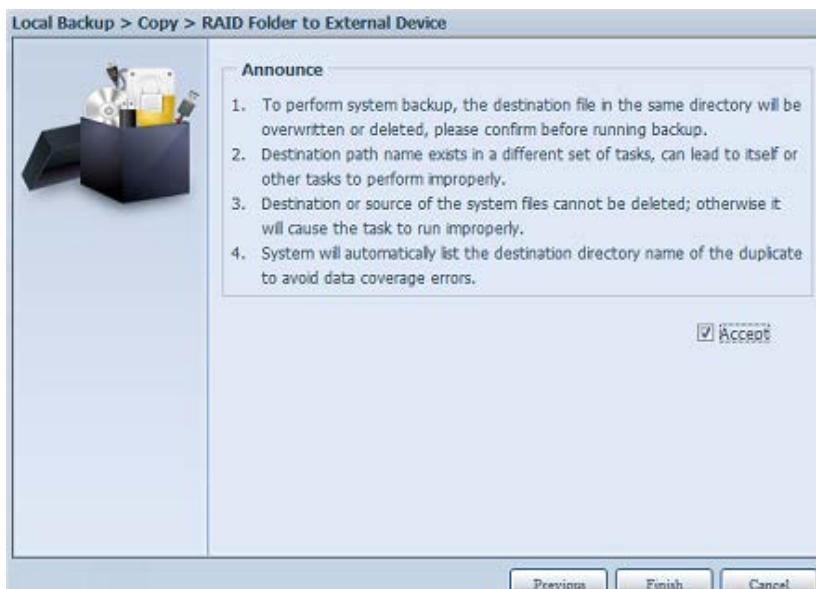 Local Backup > Copy > RAID Folder to External Device
Announce
1. To perform system backup, the destination file in the same directory will be
overwritten or deleted, please confirm before running backup.
2. Destination path name exists in a different set of tasks, can lead to itself or
other tasks to perform improperly.
3. Destination or source of the system files cannot be deleted; otherwise it
will cause the task to run improperly.
4. System will automatically list the destination directory name of the duplicate
to avoid data coverage errors.
Accept
Previous Finish Cancel